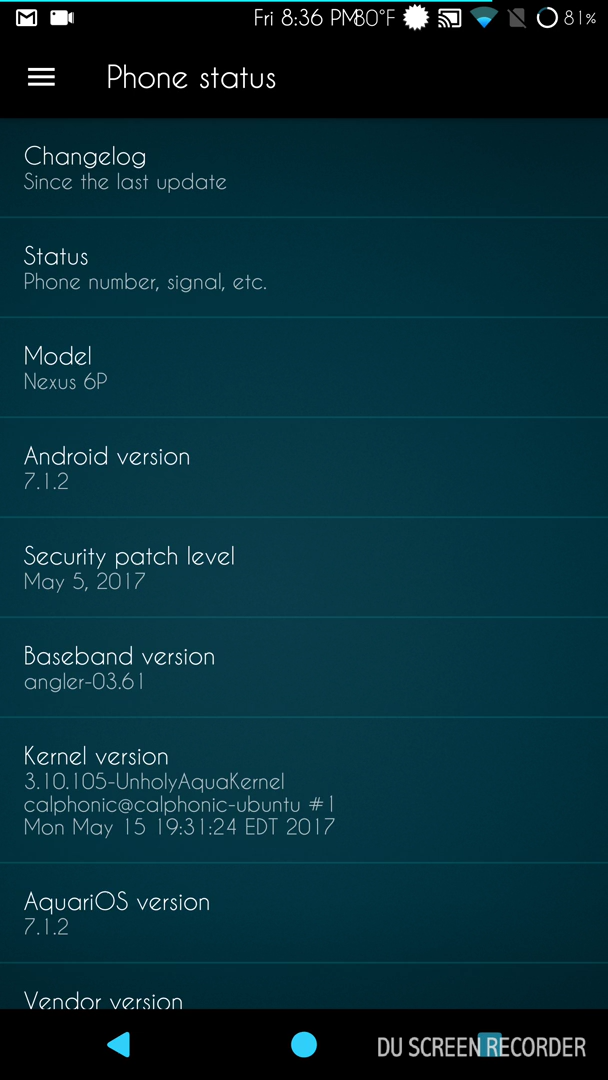 Fri 8:36 PM 80°F 81%
Phone status
Changelog
Since the last update
Status
Phone number, signal, etc.
Model
Nexus 6P
Android version
7.1.2
Security patch level
May 5, 2017
Baseband version
angler-03.61
Kernel version
3.10.105-UnholyAquaKernel
calphonic@calphonic-ubuntu #1
Mon May 15 19:31:24 EDT 2017
AquariOS version
7.1.2
Vendor version
DU SCREEN RECORDER